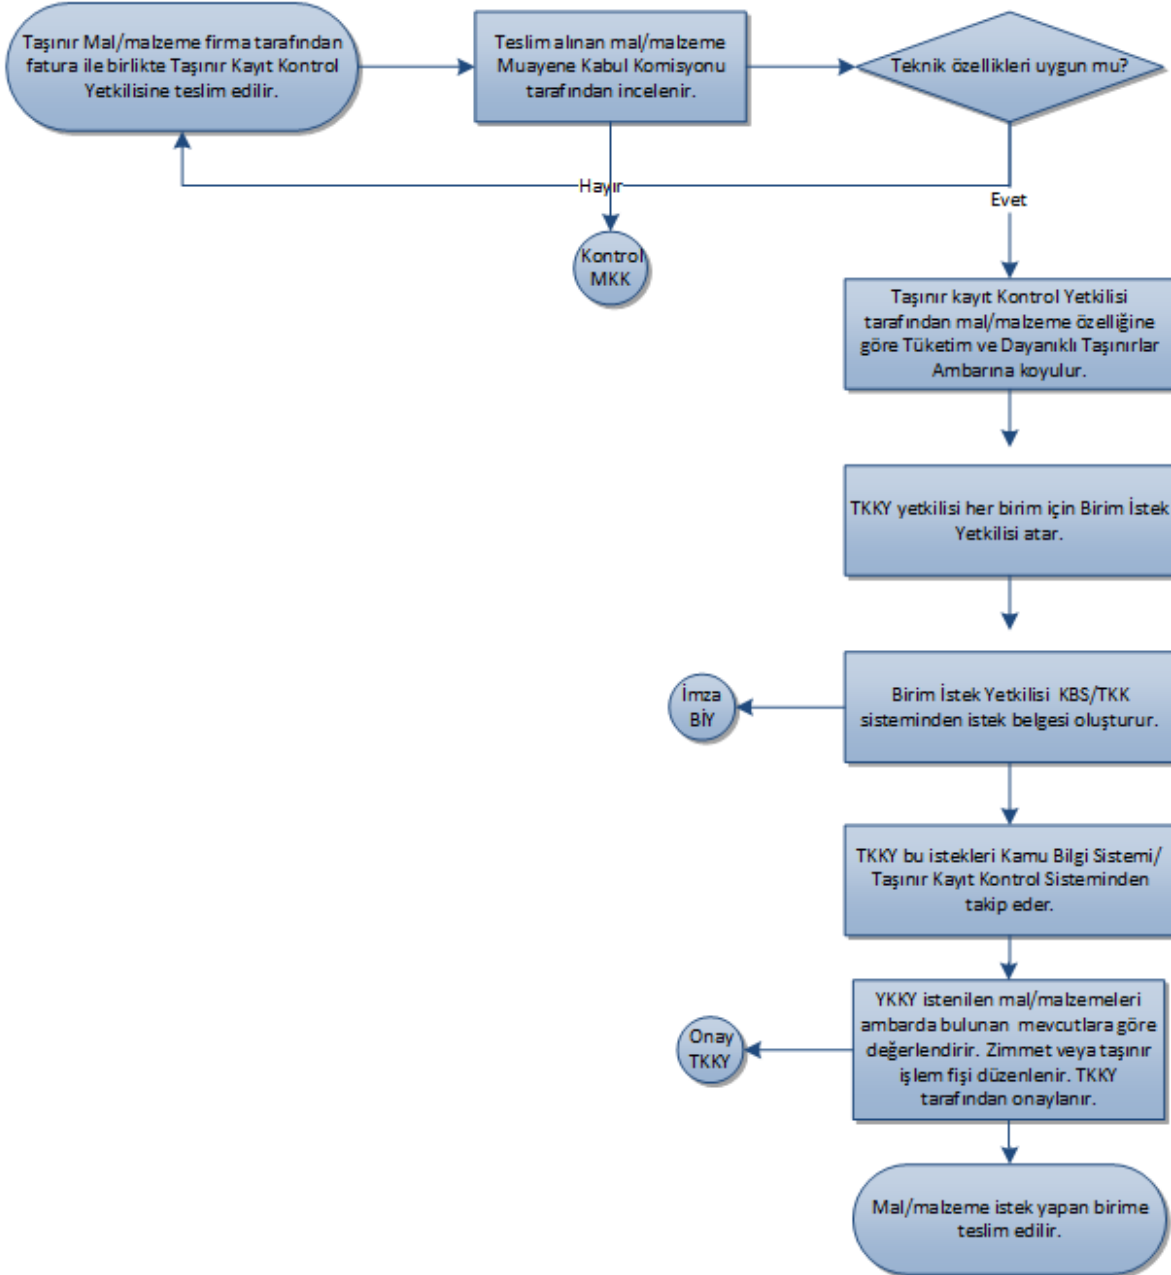 Taşınır Mal/malzeme firma tarafından
fatura ile birlikte Taşınır Kayıt Kontrol
Yetkilisine teslim edilir.
Teslim alınan mal/malzeme
Muayene Kabul Komisyonu
tarafından incelenir.
Teknik özellikleri uygun mu?
Hayır
Evet
Kontrol
MKK
Taşınır kayıt Kontrol Yetkilisi
tarafından mal/malzeme özelliğine
göre Tüketim ve Dayanıklı Taşınırlar
Ambarına koyulur.
TKKY yetkilisi her birim için Birim İstek
Yetkilisi atar.
İmza
BİY
Birim İstek Yetkilisi KBS/TKK
sisteminden istek belgesi oluşturur.
TKKY bu istekleri Kamu Bilgi Sistemi/
Taşınır Kayıt Kontrol Sisteminden
takip eder.
Onay
TKKY
YKKY istenilen mal/malzemeleri
ambarda bulunan mevcutlara göre
değerlendirir. Zimmet veya taşınır
işlem fişi düzenlenir. TKKY
tarafından onaylanır.
Mal/malzeme istek yapan birime
teslim edilir.